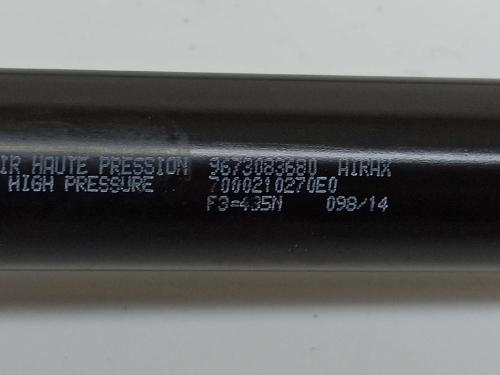 IR HAUTE PRESSION 9673083680 AIRAX
HIGH PRESSURE 7000210270E0
F3=435N 098/14